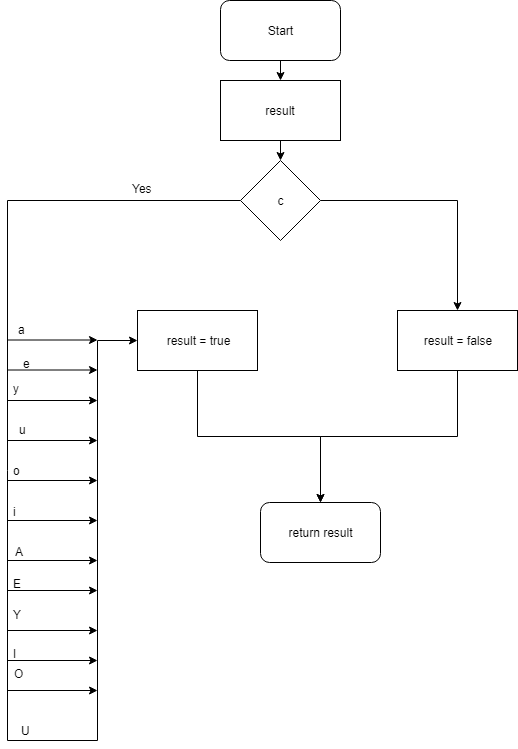 Start
result
Yes
c
a
result = true
result = false
e
y
u
o
i
A
E
Y
I
O
U
return result